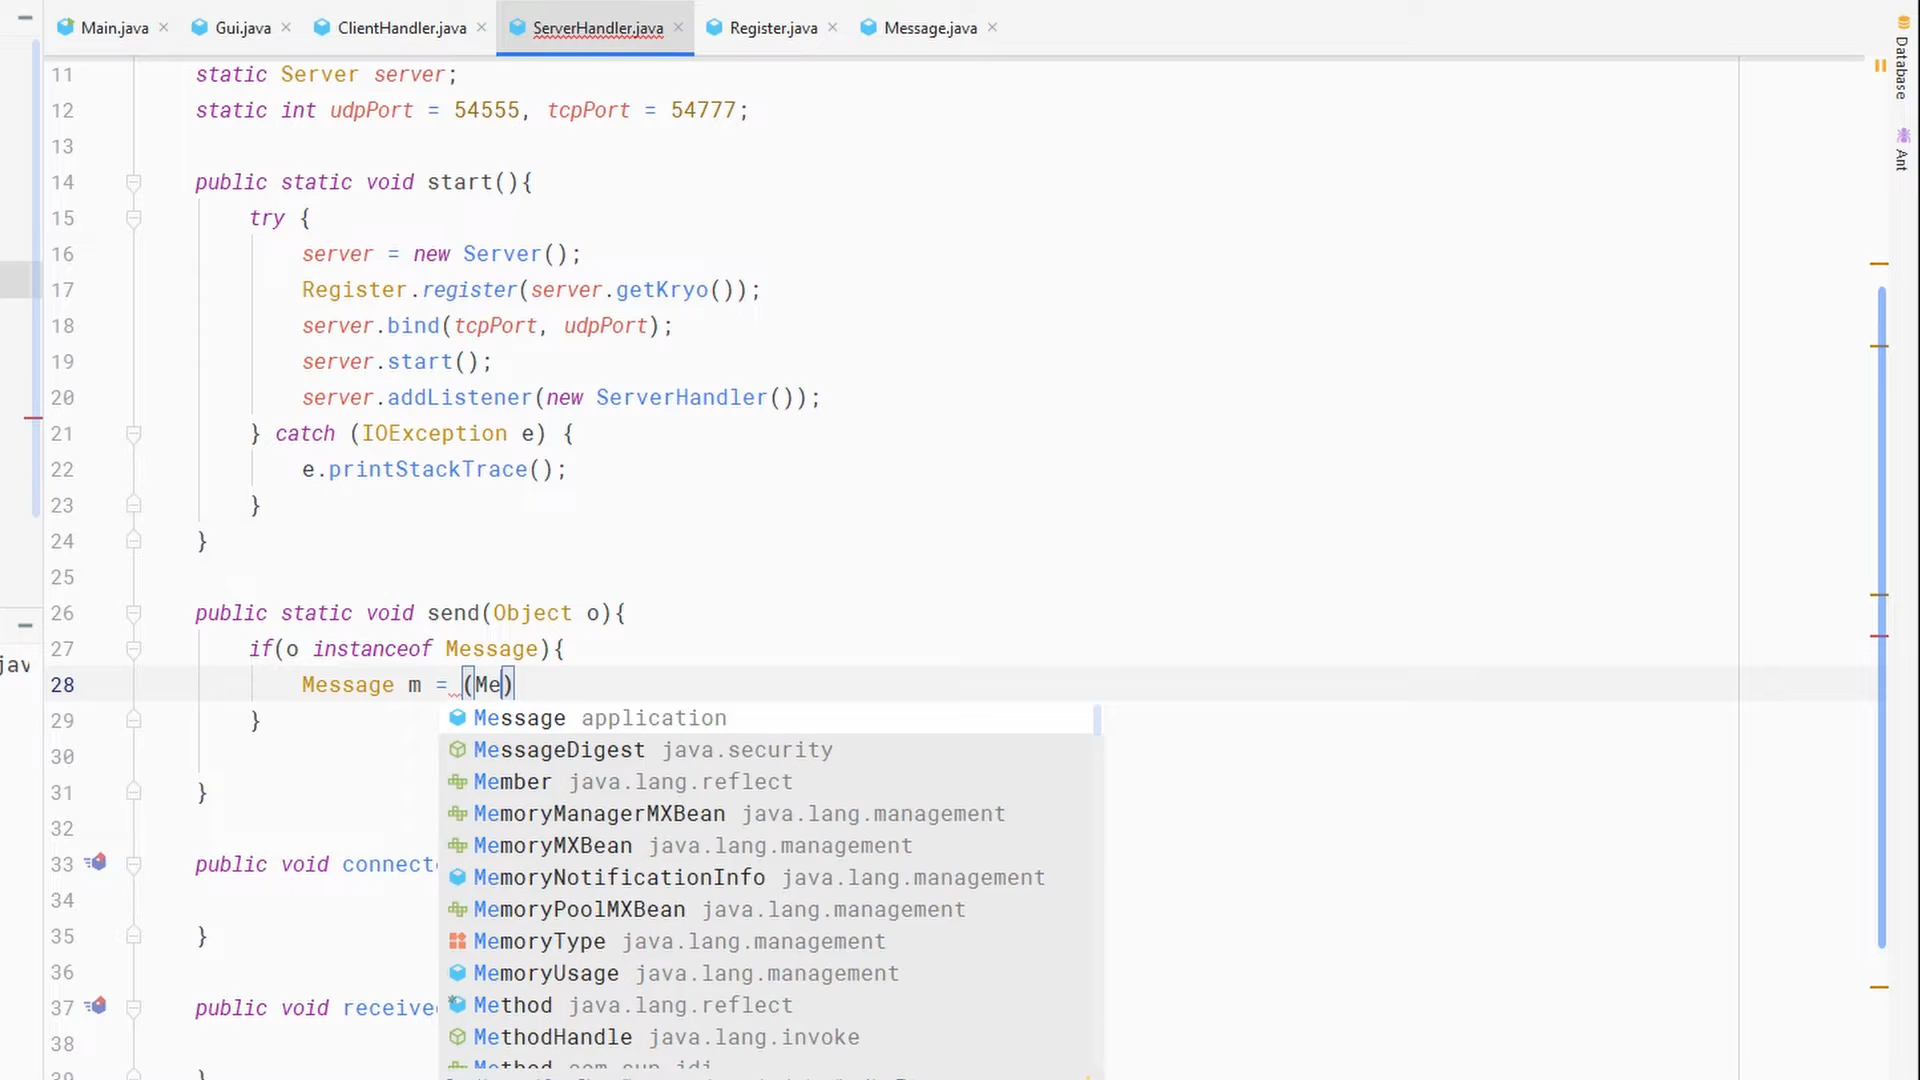 Main.java
Gui.java
ClientHandler.java
ServerHandler.java
Register.java
Message.java
Database
Ant
jav
11 static Server server;
12 static int udpPort = 54555, tcpPort = 54777;
13
14 public static void start(){
15 try {
16 server = new Server();
17 Register.register(server.getKryo());
18 server.bind(tcpPort, udpPort);
19 server.start();
20 server.addListener(new ServerHandler());
21 } catch (IOException e) {
22 e.printStackTrace();
23 }
24 }
25
26 public static void send(Object o){
27 if(o instanceof Message){
28 Message m = (Me)
29 }
30
31 }
32
33 public void connect
34
35 }
36
37 public void receive
38
39 }
Message application
MessageDigest java.security
Member java.lang.reflect
MemoryManagerMXBean java.lang.management
MemoryMXBean java.lang.management
MemoryNotificationInfo java.lang.management
MemoryPoolMXBean java.lang.management
MemoryType java.lang.management
MemoryUsage java.lang.management
Method java.lang.reflect
MethodHandle java.lang.invoke
Method com.sun.jdi